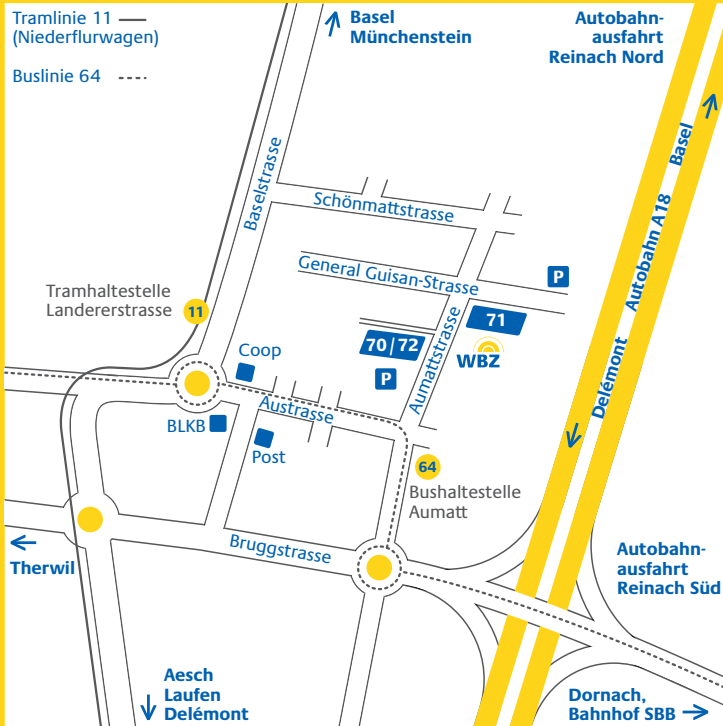 Tramlinie 11
(Niederflurwagen)
Buslinie 64
Basel
Münchenstein
Autobahn-
ausfahrt
Reinach Nord
Baselstrasse
Schönmattstrasse
General Guisan-Strasse
P
Delémont Autobahn A18 Basel
Tramhaltestelle
Landererstrasse
11
70|72
71
WBZ
P
Aumattstrasse
Coop
Austrasse
BLKB
Post
64
Bushaltestelle
Aumatt
Bruggstrasse
Therwil
Autobahn-
ausfahrt
Reinach Süd
Aesch
Laufen
Delémont
Dornach,
Bahnhof SBB